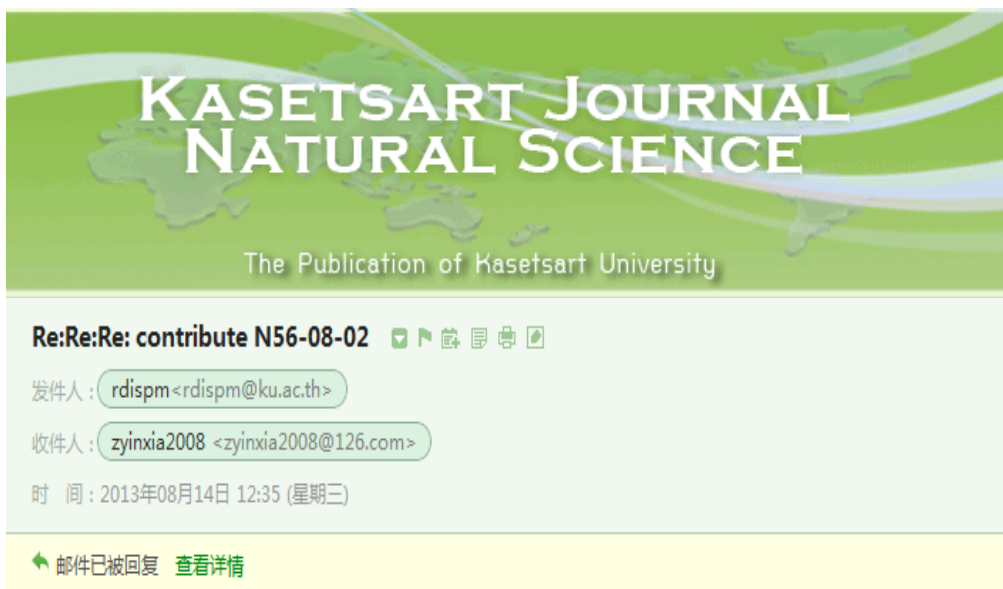 KASETSART JOURNAL
NATURAL SCIENCE
The Publication of Kasetsart University
Re:Re:Re: contribute N56-08-02
发件人 : rdispm<rdispm@ku.ac.th>
收件人 : zyinxia2008 <zyinxia2008@126.com>
时 间 : 2013年08月14日 12:35 (星期三)
邮件已被回复 查看详情